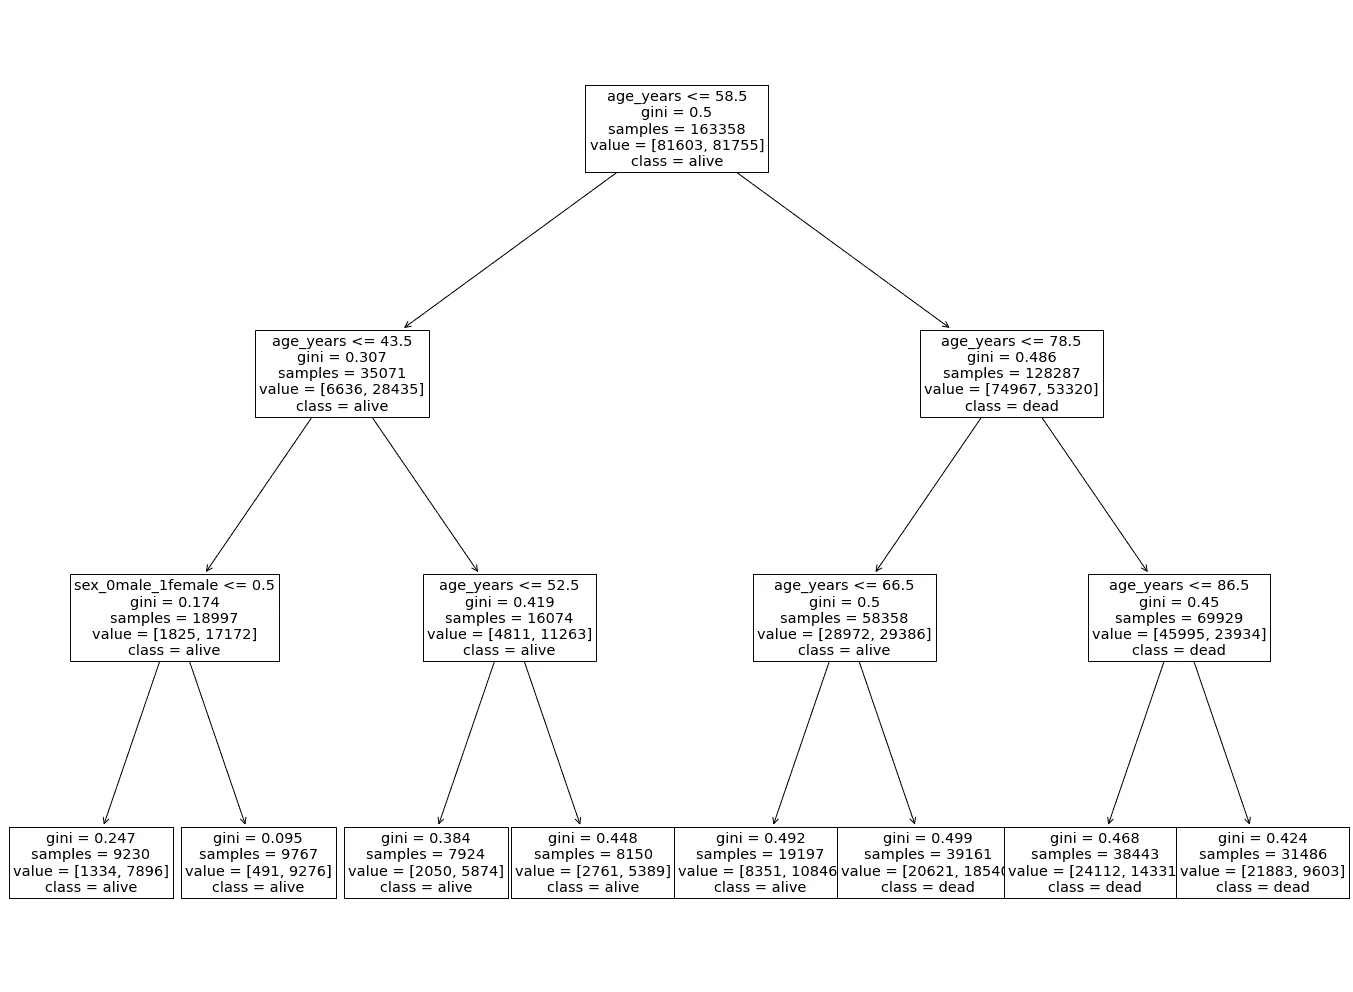 age_years <= 58.5
gini = 0.5
samples = 163358
value = [81603, 81755]
class = alive
age_years <= 43.5
gini = 0.307
samples = 35071
value = [6636, 28435]
class = alive
age_years <= 78.5
gini = 0.486
samples = 128287
value = [74967, 53320]
class = dead
sex_0male_1female <= 0.5
gini = 0.174
samples = 18997
value = [1825, 17172]
class = alive
age_years <= 52.5
gini = 0.419
samples = 16074
value = [4811, 11263]
class = alive
age_years <= 66.5
gini = 0.5
samples = 58358
value = [28972, 29386]
class = alive
age_years <= 86.5
gini = 0.45
samples = 69929
value = [45995, 23934]
class = dead
gini = 0.247
samples = 9230
value = [1334, 7896]
class = alive
gini = 0.095
samples = 9767
value = [491, 9276]
class = alive
gini = 0.384
samples = 7924
value = [2050, 5874]
class = alive
gini = 0.448
samples = 8150
value = [2761, 5389]
class = alive
gini = 0.492
samples = 19197
value = [8351, 10846
class = alive
gini = 0.499
samples = 39161
value = [20621, 18540
class = dead
gini = 0.468
samples = 38443
value = [24112, 14331
class = dead
gini = 0.424
samples = 31486
value = [21883, 9603]
class = dead